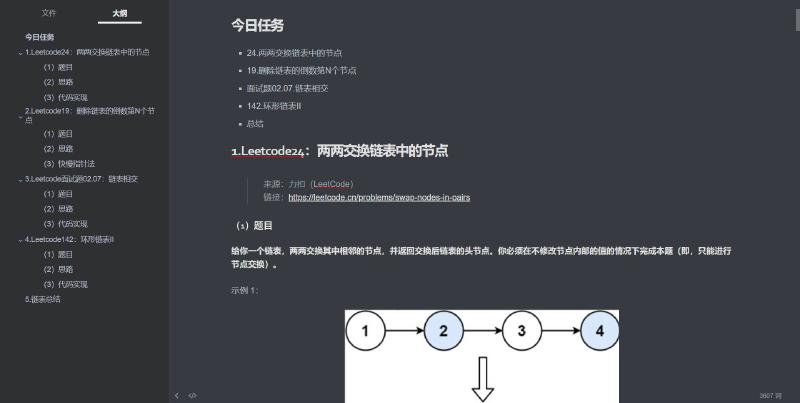 文件 大纲
今日任务
1.Leetcode24：两两交换链表中的节点
（1）题目
（2）思路
（3）代码实现
2.Leetcode19：删除链表的倒数第N个节
点
（1）题目
（2）思路
（3）快慢指针法
3.Leetcode面试题02.07：链表相交
（1）题目
（2）思路
（3）代码实现
4.Leetcode142：环形链表II
（1）题目
（2）思路
（3）代码实现
5.链表总结
今日任务
24.两两交换链表中的节点
19.删除链表的倒数第N个节点
面试题02.07.链表相交
142.环形链表II
总结
1.Leetcode24：两两交换链表中的节点
来源：力扣（LeetCode）
链接：https://leetcode.cn/problems/swap-nodes-in-pairs
（1）题目
给你一个链表，两两交换其中相邻的节点，并返回交换后链表的头节点。你必须在不修改节点内部的值的情况下完成本题（即，只能进行
节点交换）。
示例 1：
1 2 3 4
3607 词